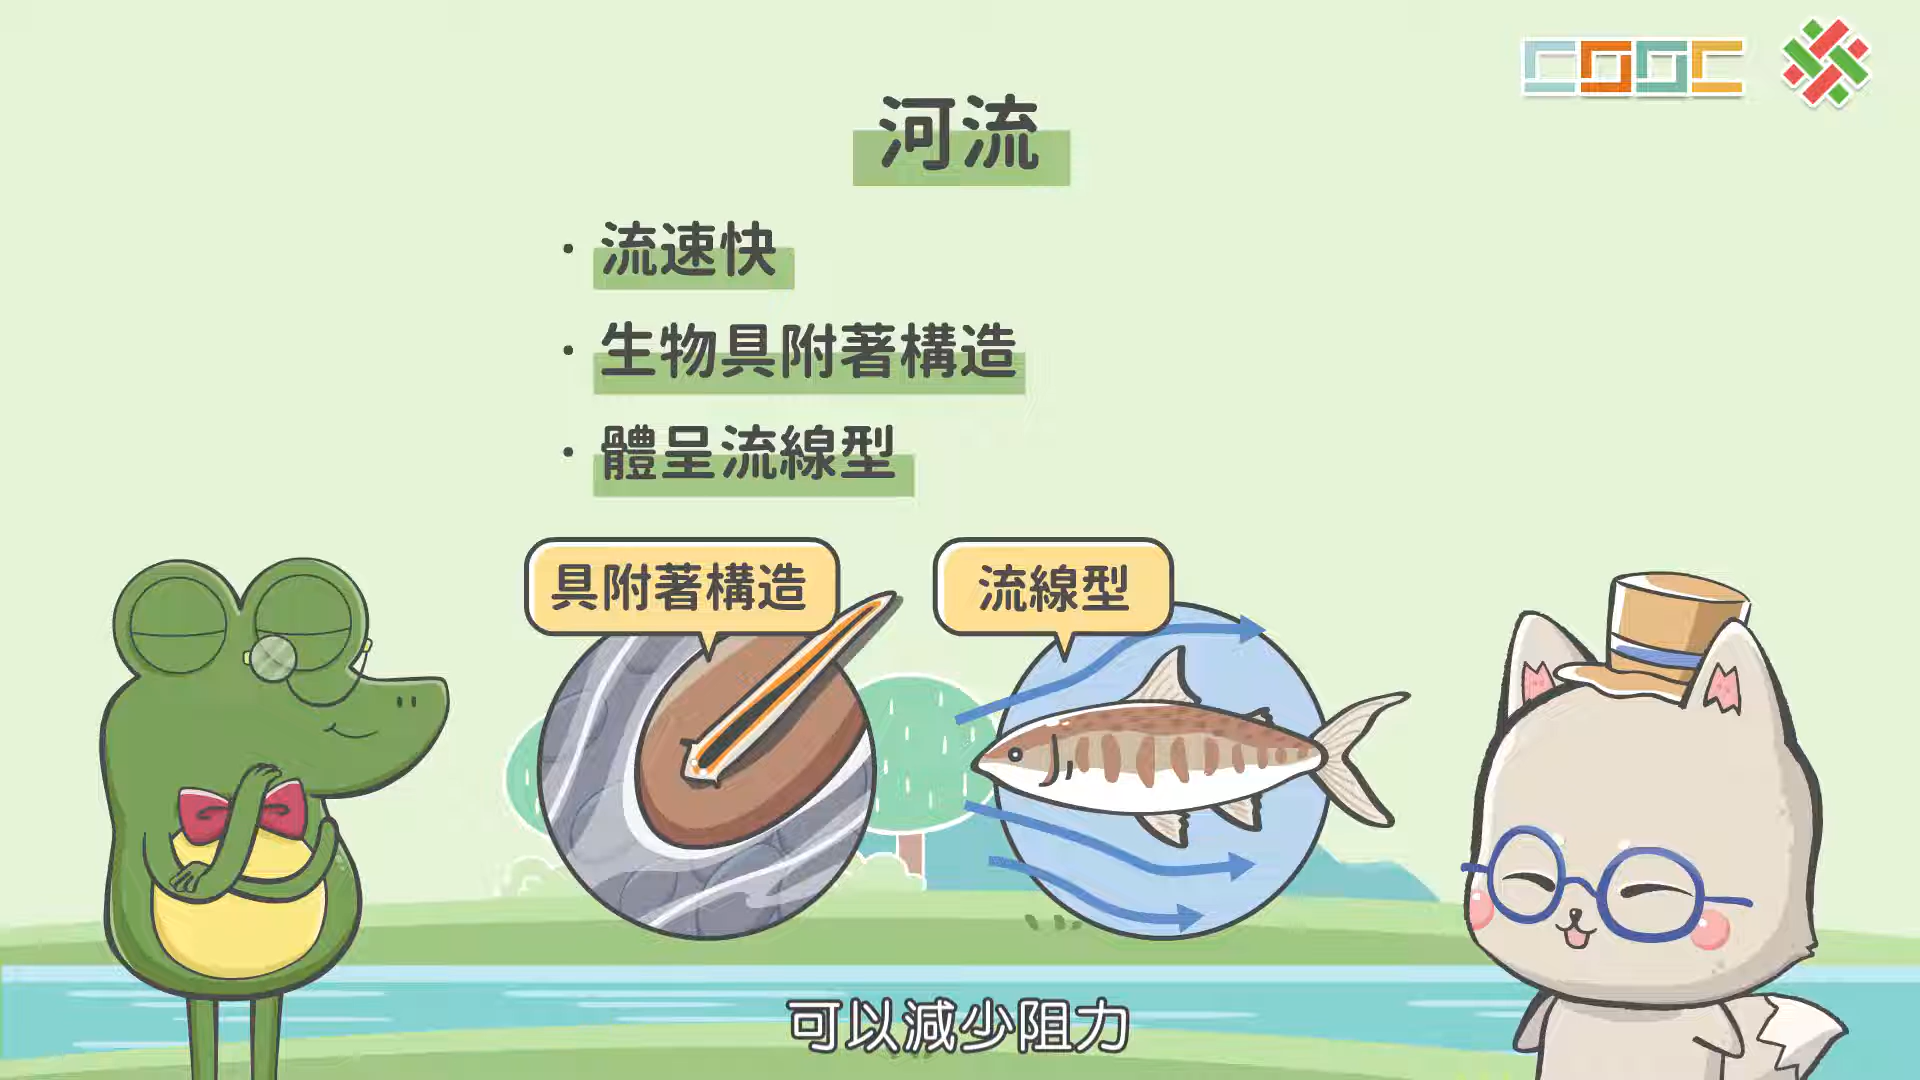 COOC
河流
· 流速快
· 生物具附著構造
· 體呈流線型
具附著構造
流線型
可以減少阻力